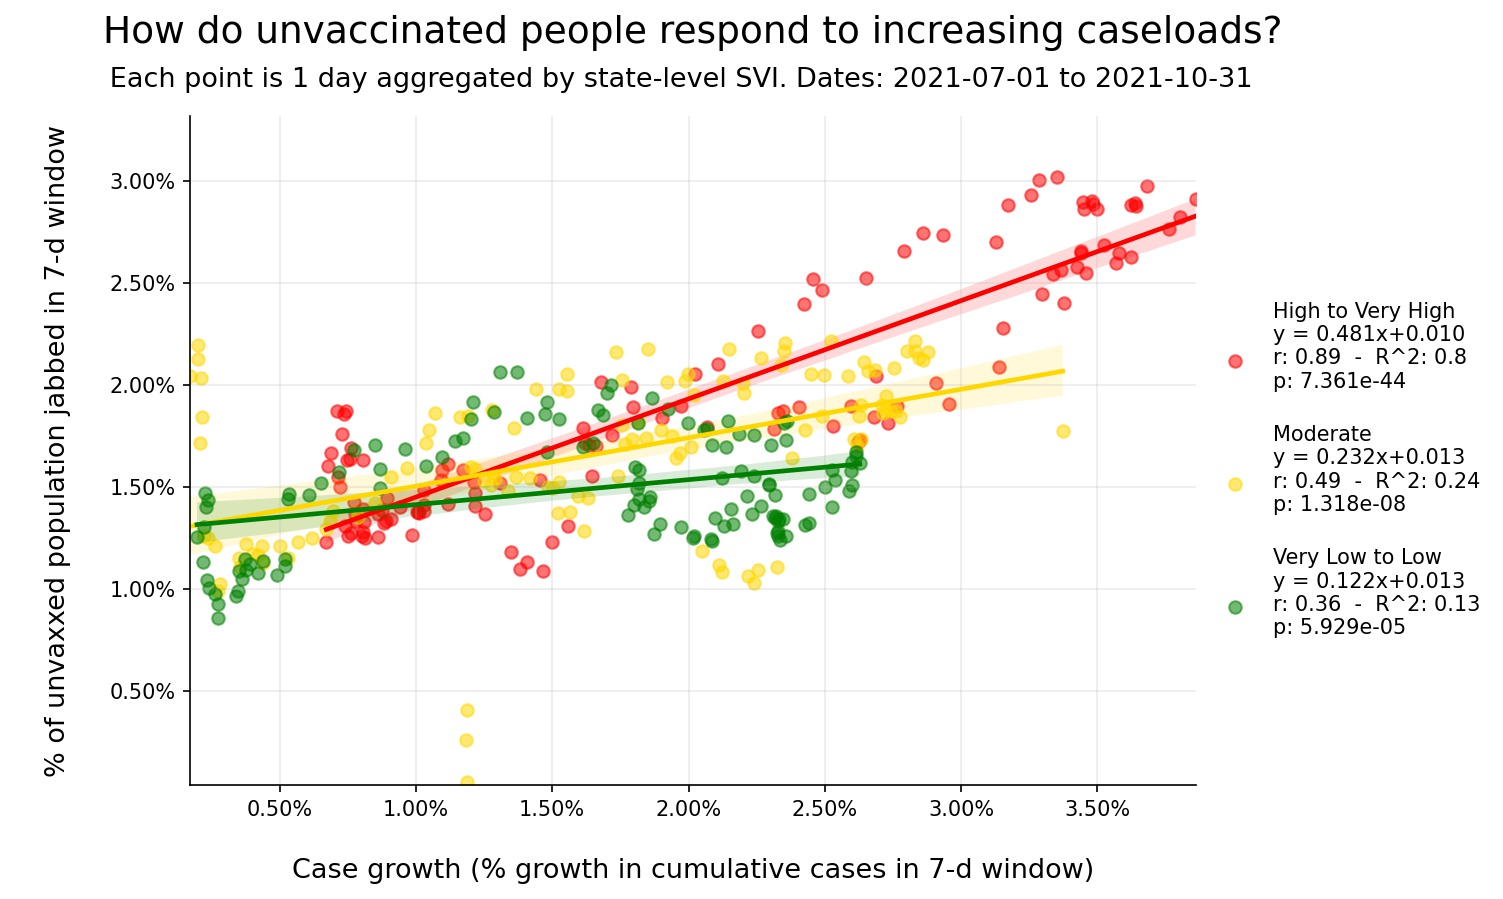 How do unvaccinated people respond to increasing caseloads?
Each point is 1 day aggregated by state-level SVI. Dates: 2021-07-01 to 2021-10-31
% of unvaxxed population jabbed in 7-d window
3.00%
2.50%
2.00%
1.50%
1.00%
0.50%
0.50%
1.00%
1.50%
2.00%
2.50%
3.00%
3.50%
Case growth (% growth in cumulative cases in 7-d window)
High to Very High
y = 0.481x+0.010
r: 0.89  -  R^2: 0.8
p: 7.361e-44
Moderate
y = 0.232x+0.013
r: 0.49  -  R^2: 0.24
p: 1.318e-08
Very Low to Low
y = 0.122x+0.013
r: 0.36  -  R^2: 0.13
p: 5.929e-05